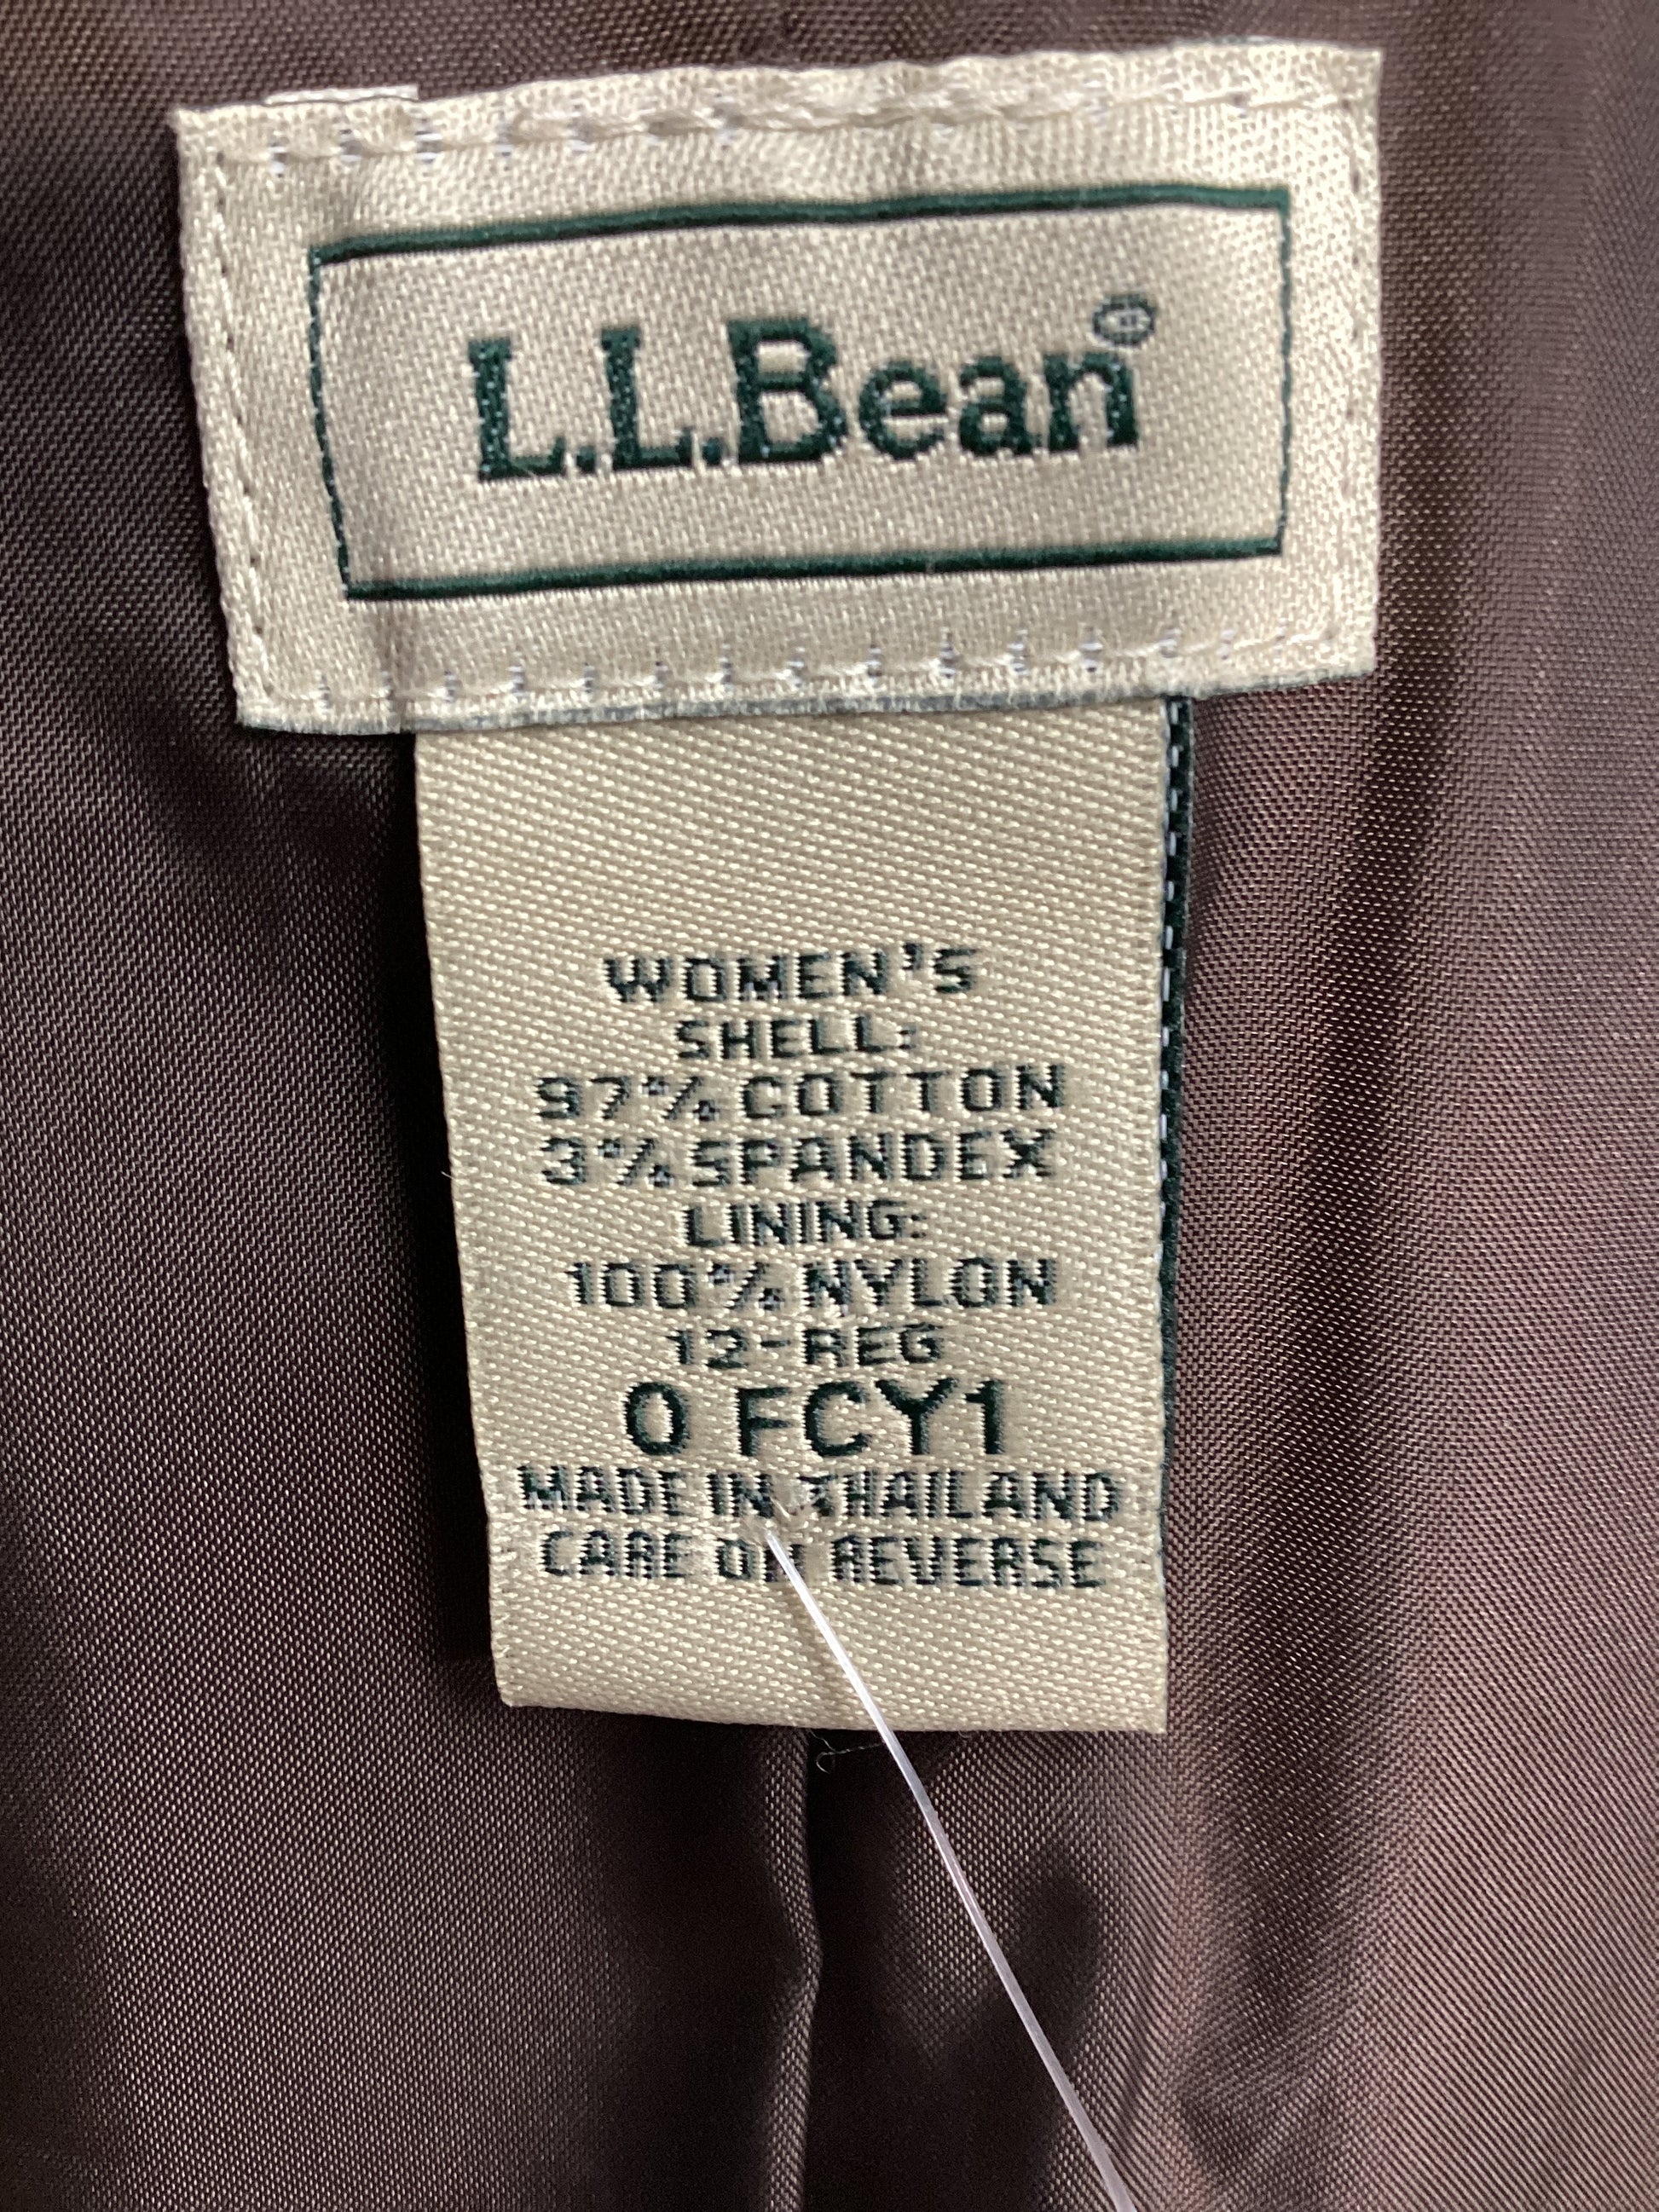 L.L.Bean®
WOMEN'S
SHELL:
97% COTTON
3% SPANDEX
LINING:
100% NYLON
12-REG
0 FCY1
MADE IN THAILAND
CARE ON REVERSE